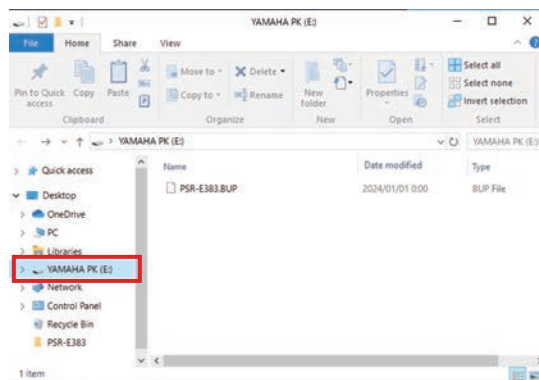 YAMAHA PK (E:)
File Home Share View
Pin to Quick access
Copy
Paste
Clipboard
Move to
Copy to
Delete
Rename
Organize
New folder
New
Properties
Open
Select all
Select none
Invert selection
Select
YAMAHA PK (E:)
YAMAHA PK (E:)
Name Date modified Type
PSR-E383.BUP 2024/01/01 0:00 BUP File
Quick access
Desktop
OneDrive
PC
Libraries
YAMAHA PK (E:)
Network
Control Panel
Recycle Bin
PSR-E383
1 item